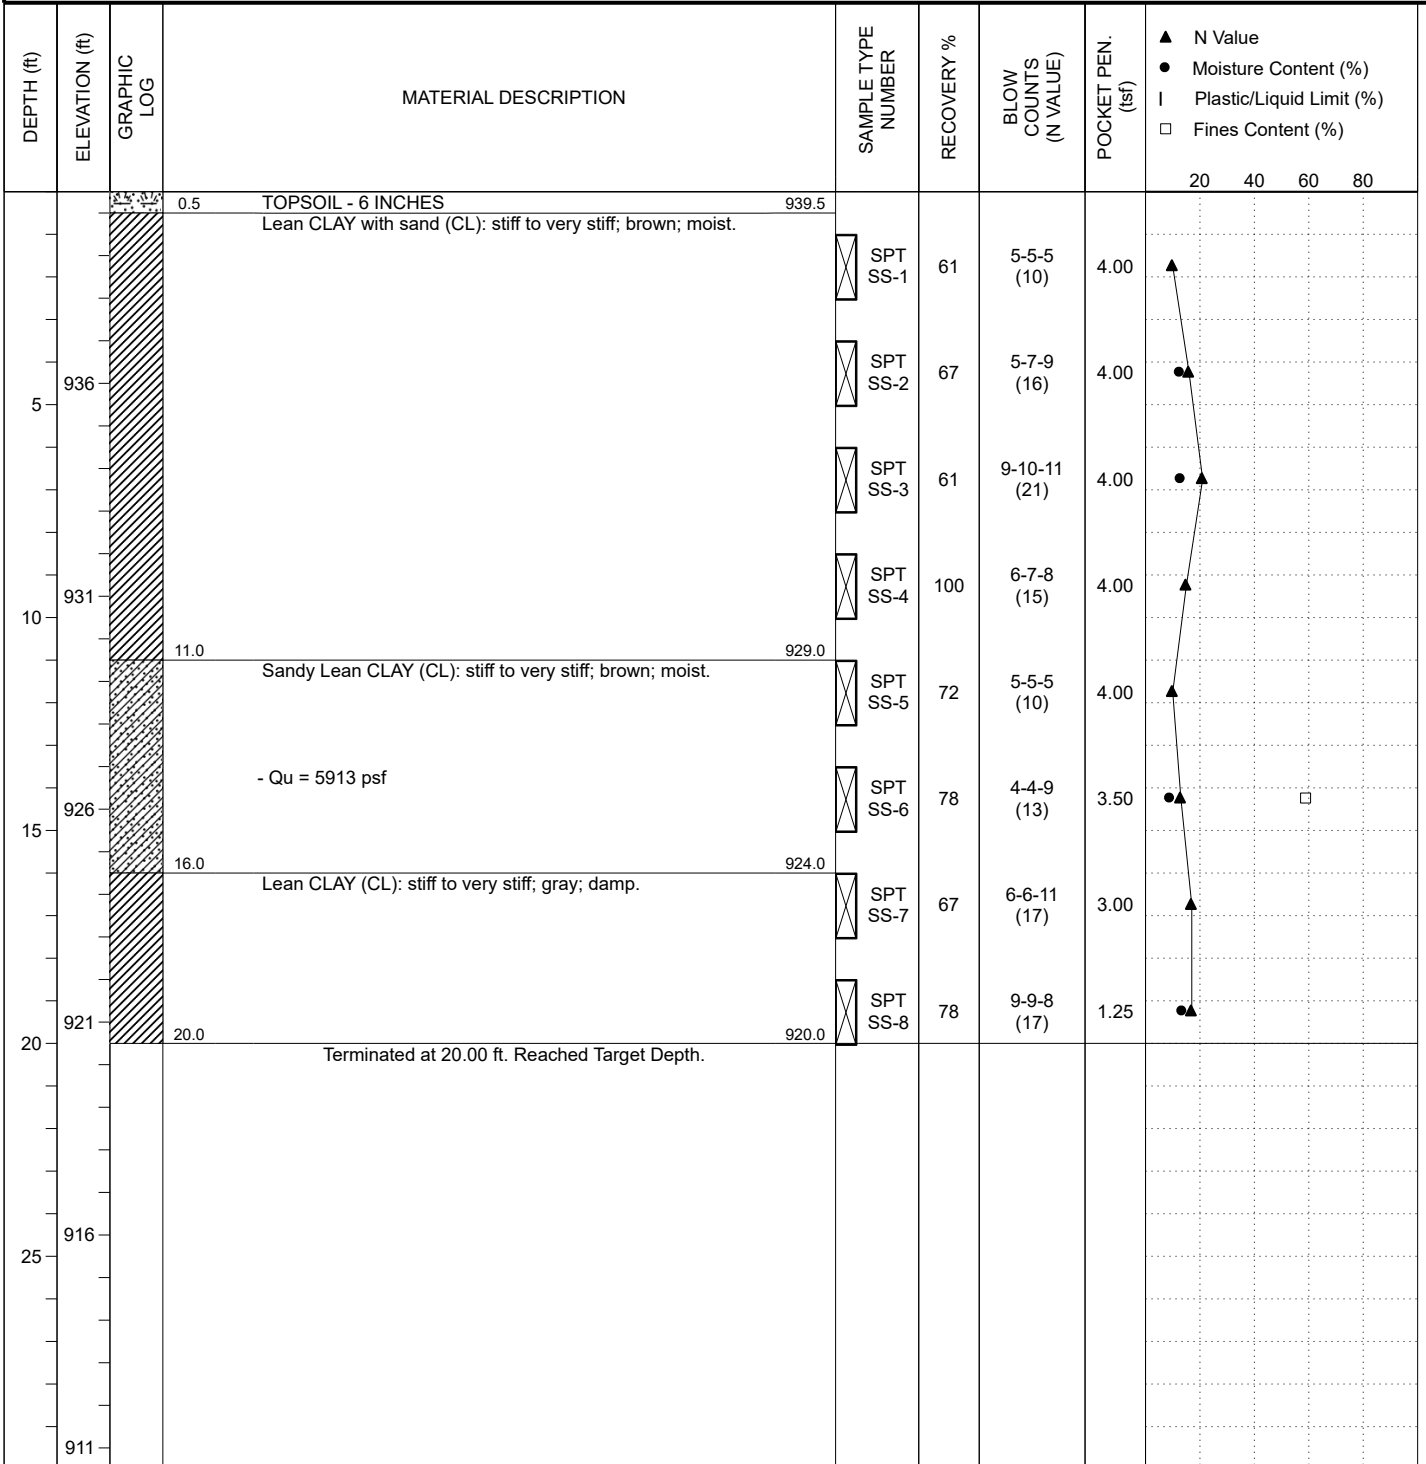 DEPTH (ft)
ELEVATION (ft)
GRAPHIC
LOG
MATERIAL DESCRIPTION
SAMPLE TYPE
NUMBER
RECOVERY %
BLOW
COUNTS
(N VALUE)
POCKET PEN.
(tsf)
N Value
Moisture Content (%)
Plastic/Liquid Limit (%)
Fines Content (%)
20 40 60 80
0.5 TOPSOIL - 6 INCHES 939.5
Lean CLAY with sand (CL): stiff to very stiff; brown; moist.
SPT
SS-1
61
5-5-5
(10)
4.00
936
5
SPT
SS-2
67
5-7-9
(16)
4.00
SPT
SS-3
61
9-10-11
(21)
4.00
931
10
SPT
SS-4
100
6-7-8
(15)
4.00
11.0 929.0
Sandy Lean CLAY (CL): stiff to very stiff; brown; moist.
SPT
SS-5
72
5-5-5
(10)
4.00
- Qu = 5913 psf
926
15
SPT
SS-6
78
4-4-9
(13)
3.50
16.0 924.0
Lean CLAY (CL): stiff to very stiff; gray; damp.
SPT
SS-7
67
6-6-11
(17)
3.00
921
20
SPT
SS-8
78
9-9-8
(17)
1.25
20.0 920.0
Terminated at 20.00 ft. Reached Target Depth.
916
25
911